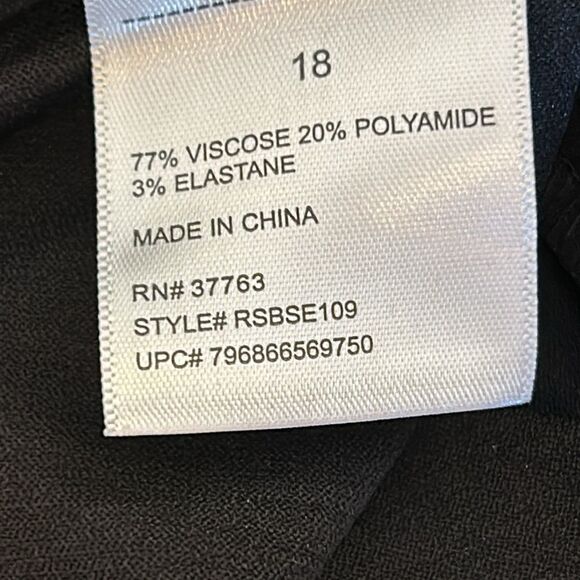 18
77% VISCOSE 20% POLYAMIDE
3% ELASTANE
MADE IN CHINA
RN# 37763
STYLE# RSBSE109
UPC# 796866569750